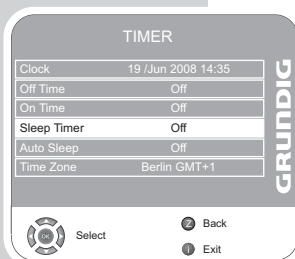 TIMER
Clock 19 /Jun 2008 14:35
Off Time Off
On Time Off
Sleep Timer Off
Auto Sleep Off
Time Zone Berlin GMT+1
GRUNDIG
OK Select
Z Back
i Exit